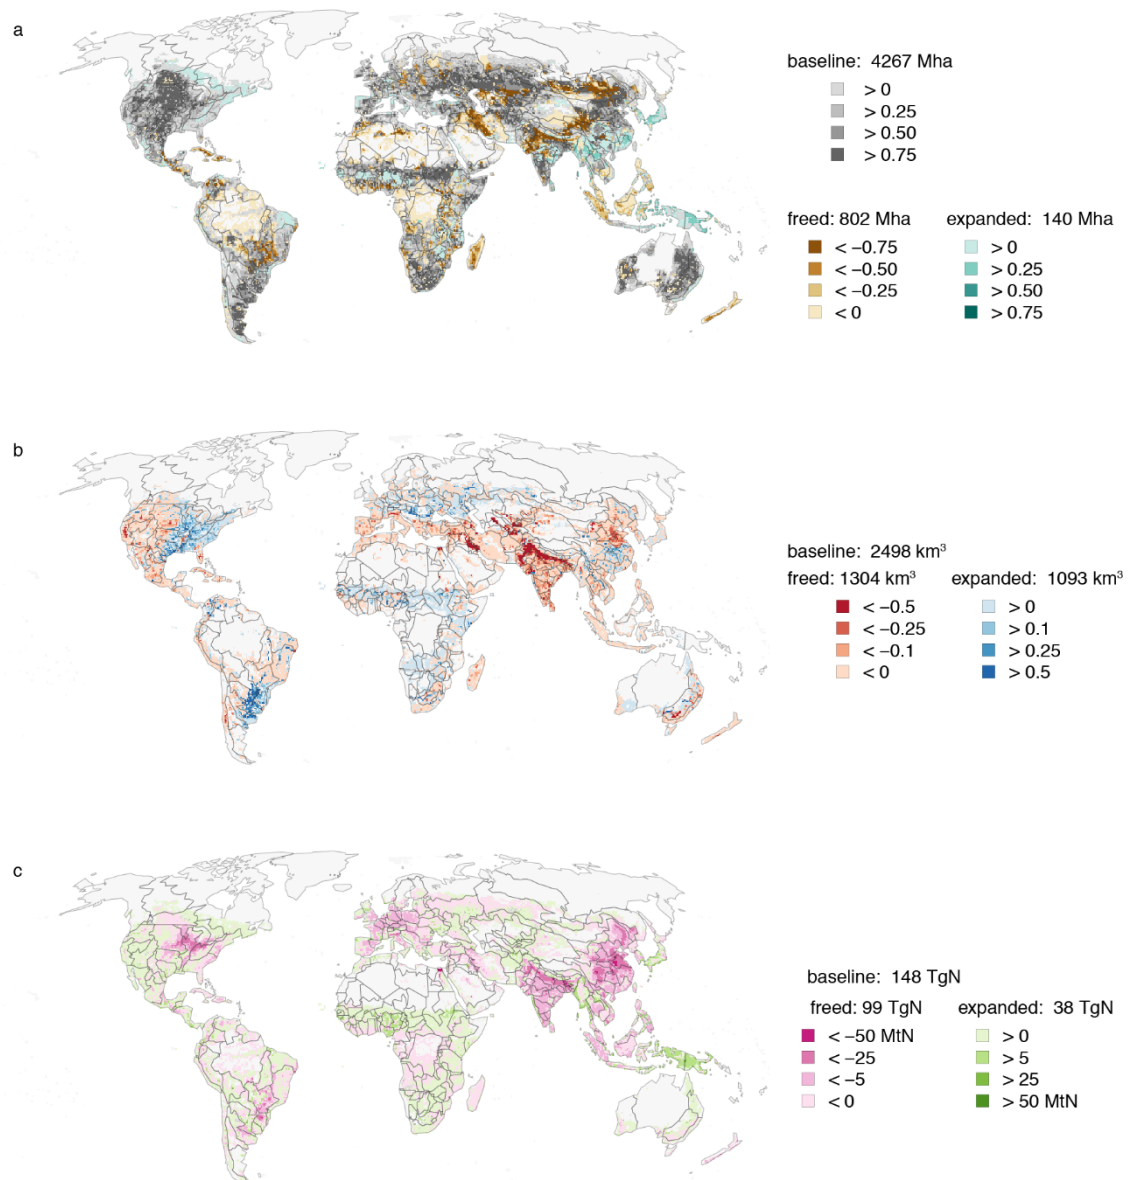 a
baseline: 4267 Mha
> 0
> 0.25
> 0.50
> 0.75
freed: 802 Mha expanded: 140 Mha
< −0.75 > 0
< −0.50 > 0.25
< −0.25 > 0.50
< 0 > 0.75
b
baseline: 2498 km³
freed: 1304 km³ expanded: 1093 km³
< −0.5 > 0
< −0.25 > 0.1
< −0.1 > 0.25
< 0 > 0.5
c
baseline: 148 TgN
freed: 99 TgN expanded: 38 TgN
< −50 MtN > 0
< −25 > 5
< −5 > 25
< 0 > 50 MtN